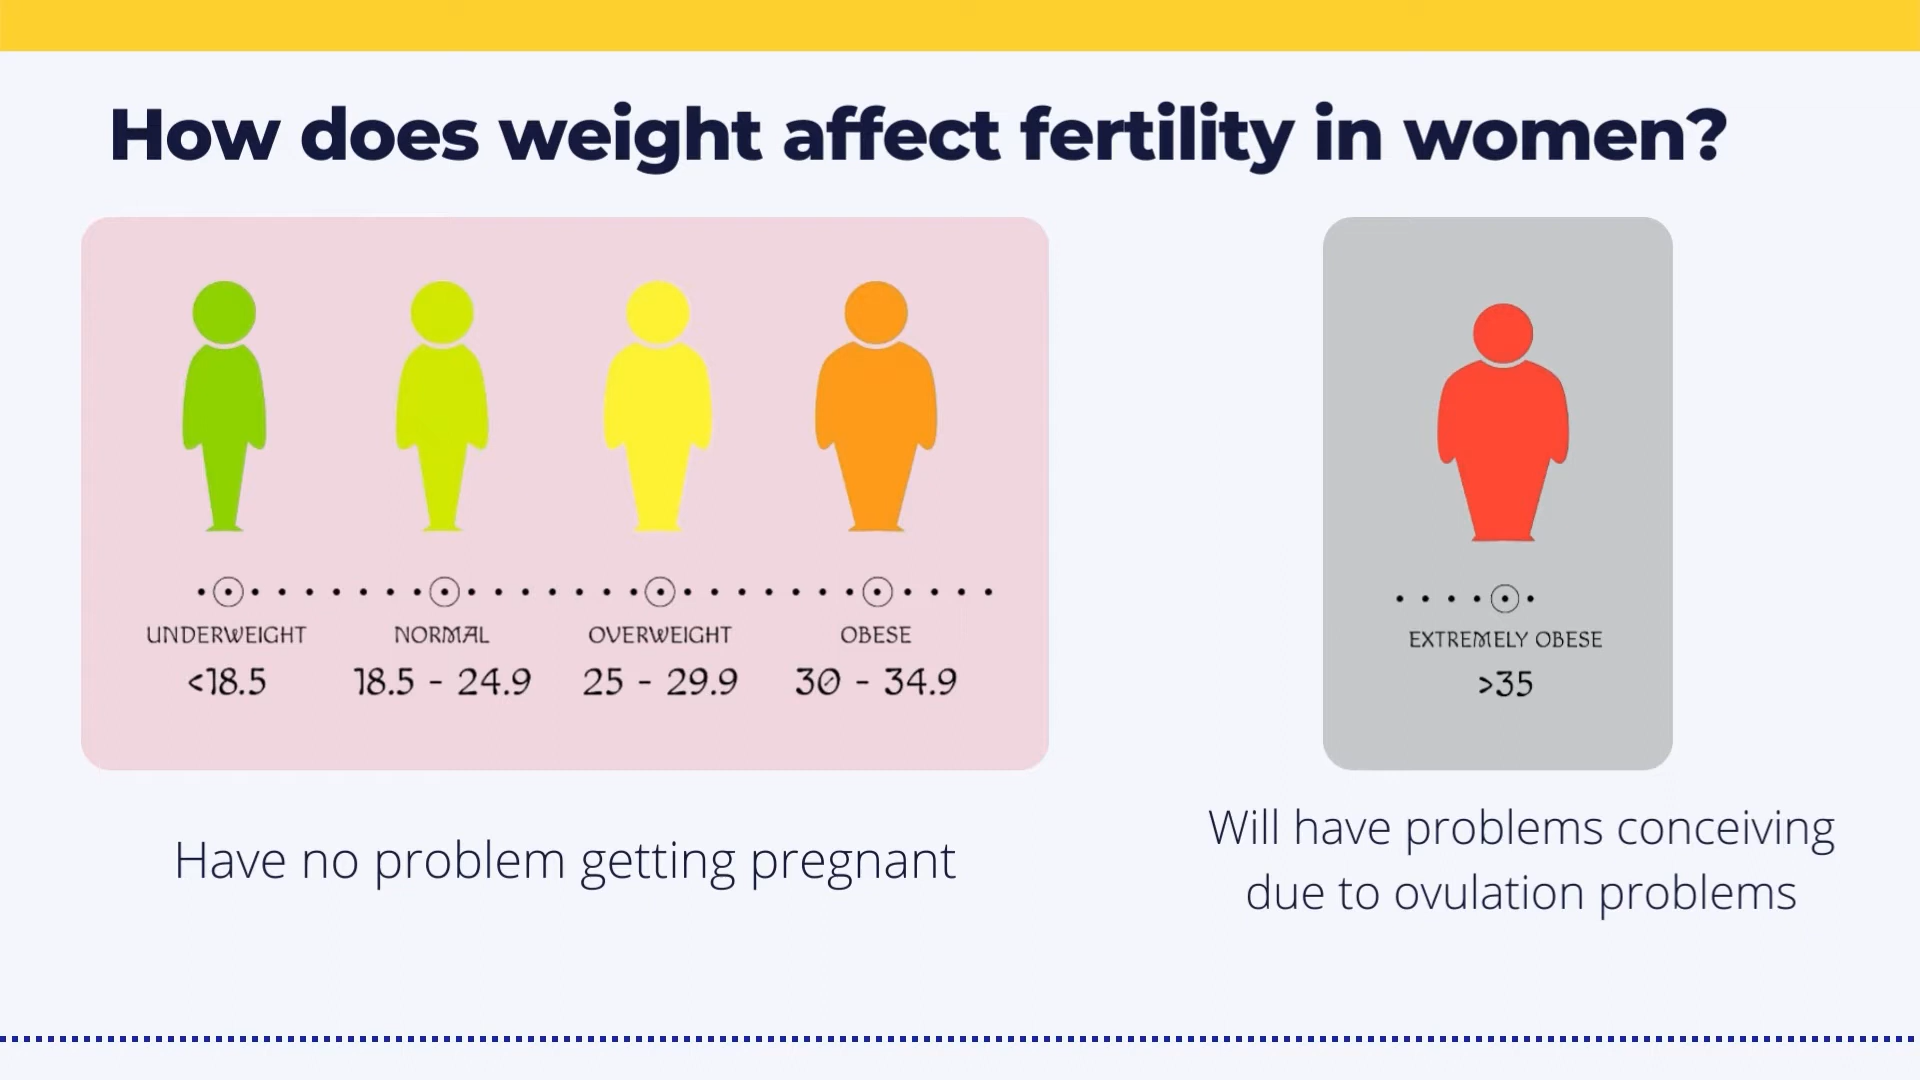 How does weight affect fertility in women?
UNDERWEIGHT NORMAL OVERWEIGHT OBESE
<18.5 18.5 - 24.9 25 - 29.9 30 - 34.9
EXTREMELY OBESE
>35
Have no problem getting pregnant
Will have problems conceiving
due to ovulation problems